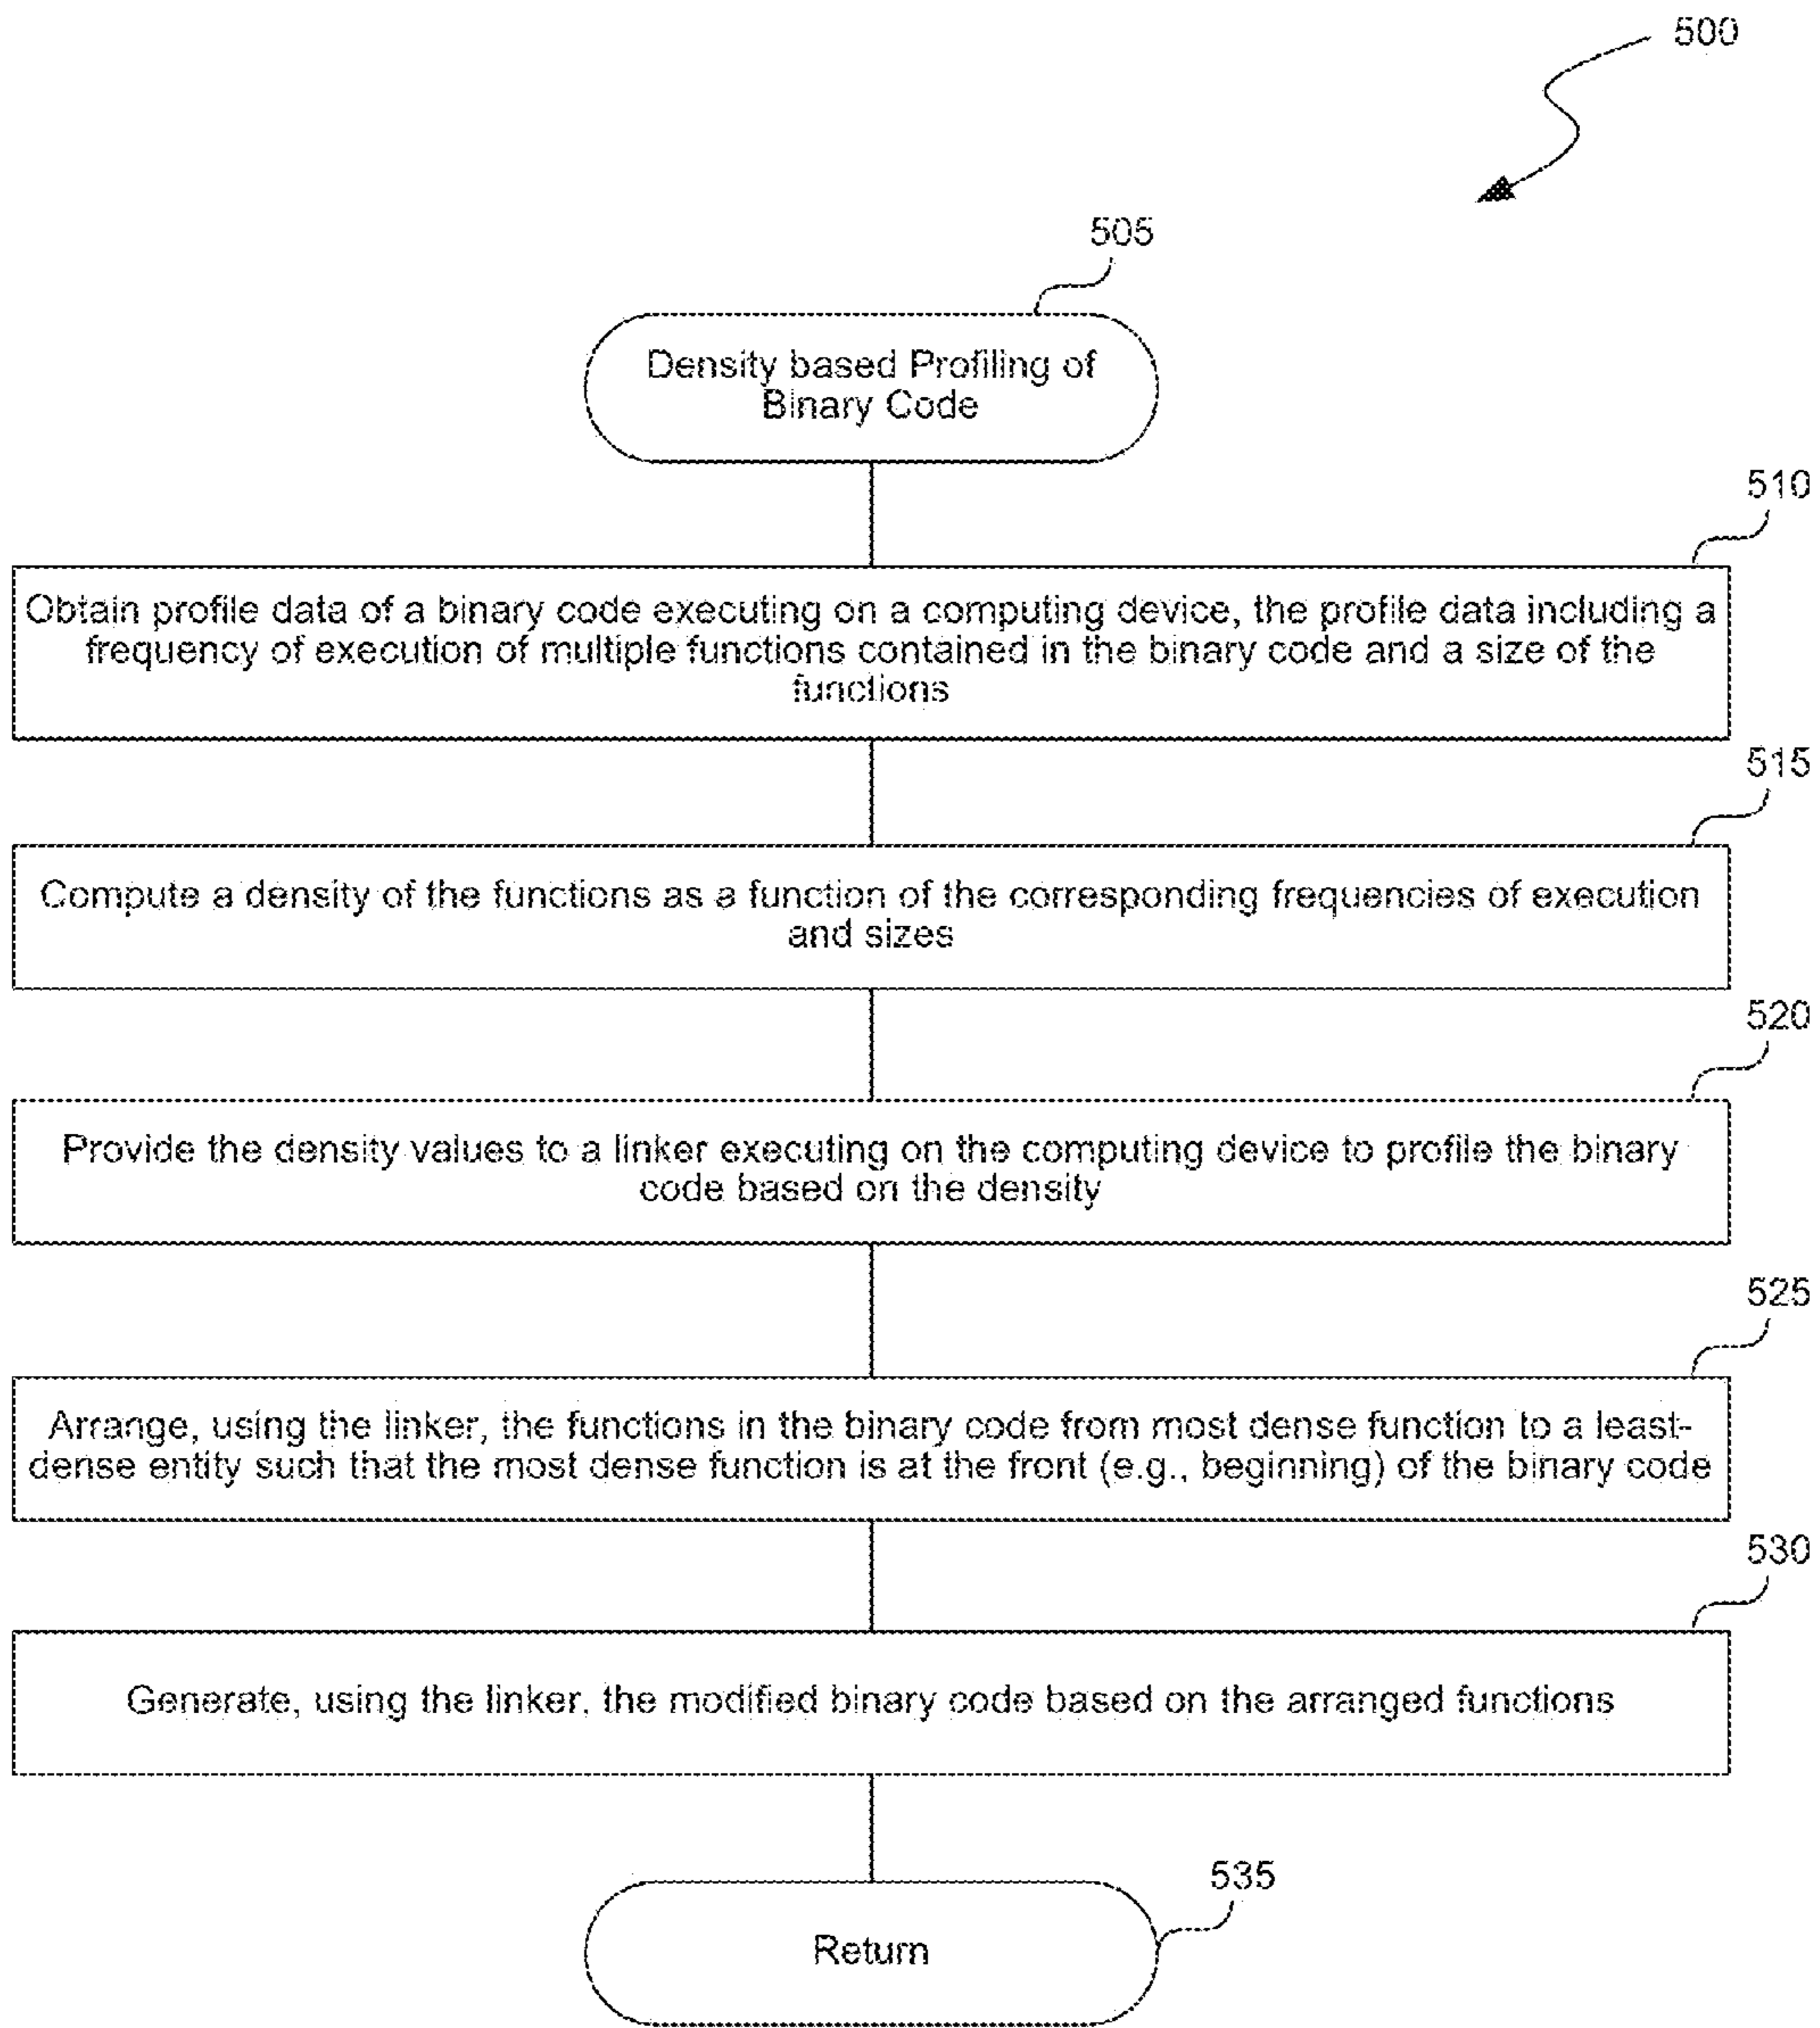 500
505
Density based Profiling of
Binary Code
510
Obtain profile data of a binary code executing on a computing device, the profile data including a
frequency of execution of multiple functions contained in the binary code and a size of the
functions
515
Compute a density of the functions as a function of the corresponding frequencies of execution
and sizes
520
Provide the density values to a linker executing on the computing device to profile the binary
code based on the density
525
Arrange, using the linker, the functions in the binary code from most dense function to a least-
dense entity such that the most dense function is at the front (e.g., beginning) of the binary code
530
Generate, using the linker, the modified binary code based on the arranged functions
535
Return